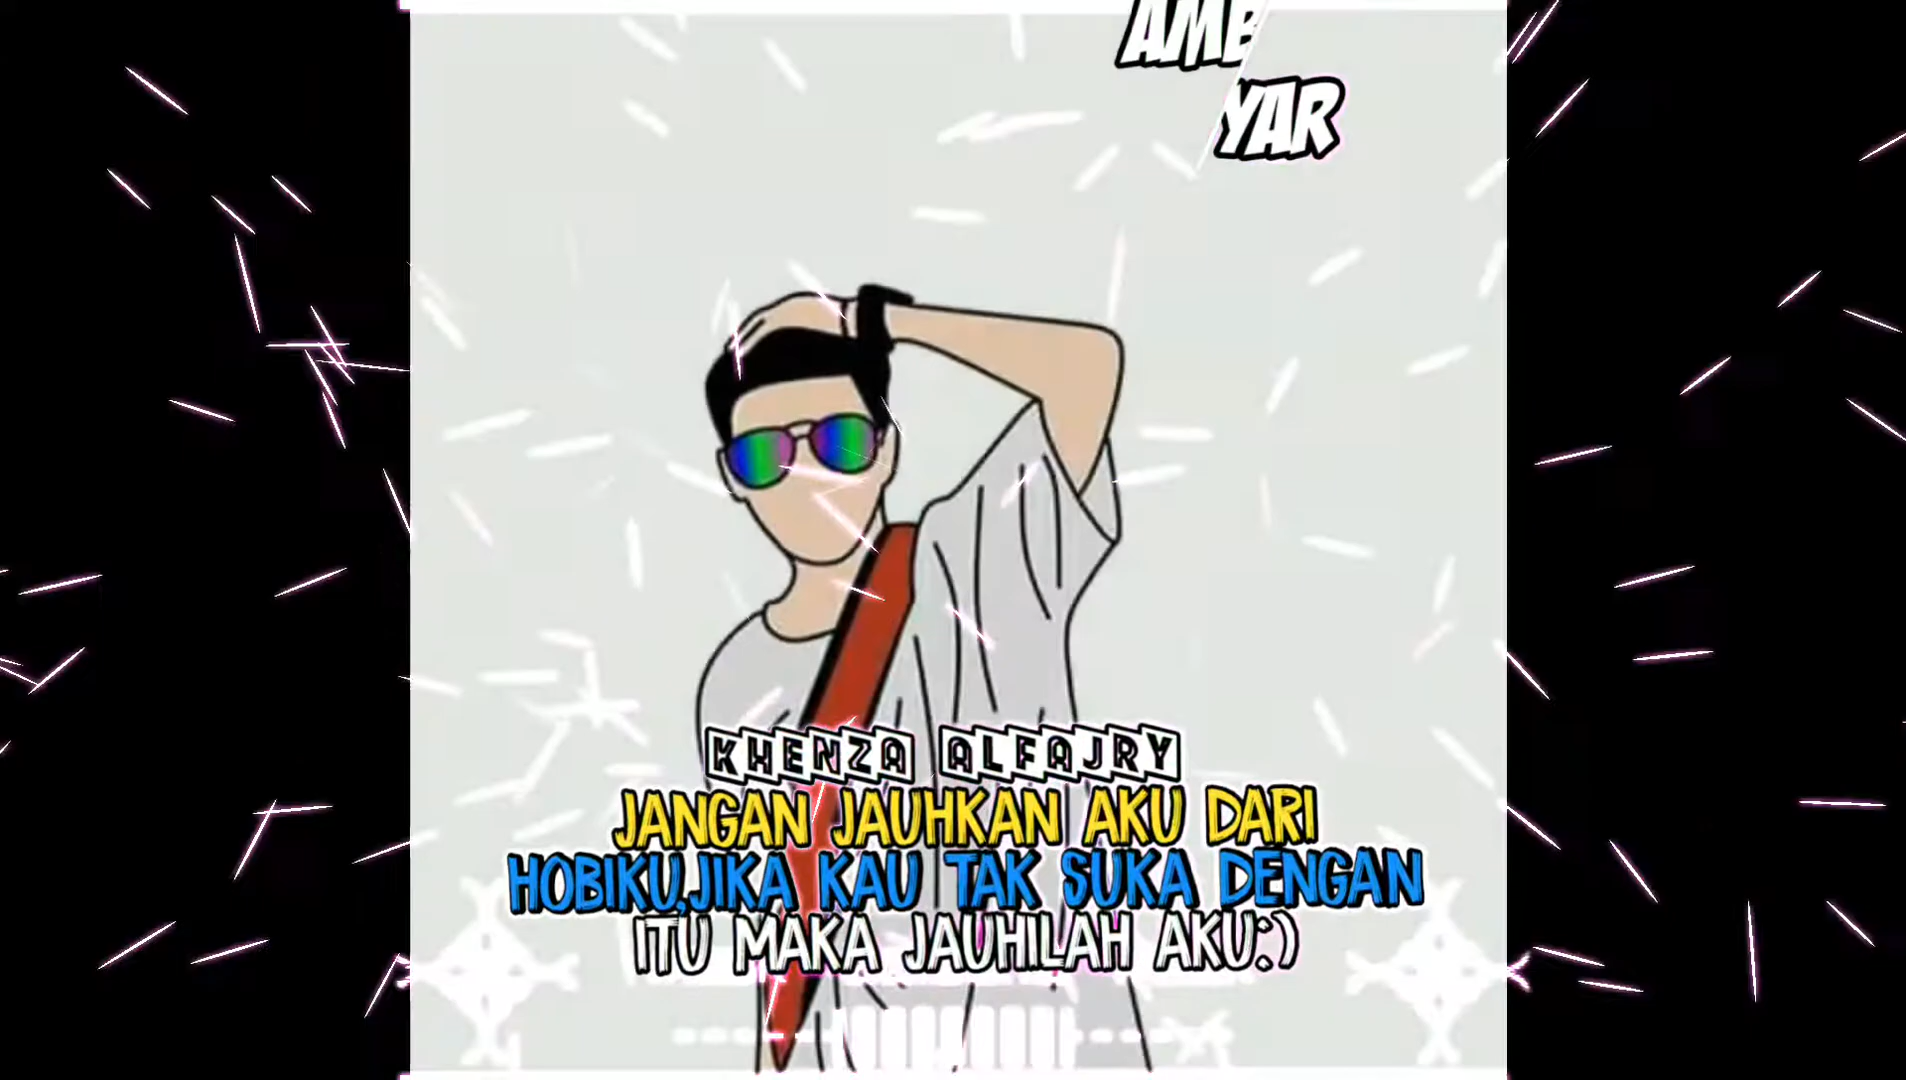 AMB
YAR
KHENZA ALFAJRY
JANGAN JAUHKAN AKU DARI
HOBIKU,JIKA KAU TAK SUKA DENGAN
ITU MAKA JAUHILAH AKU:)